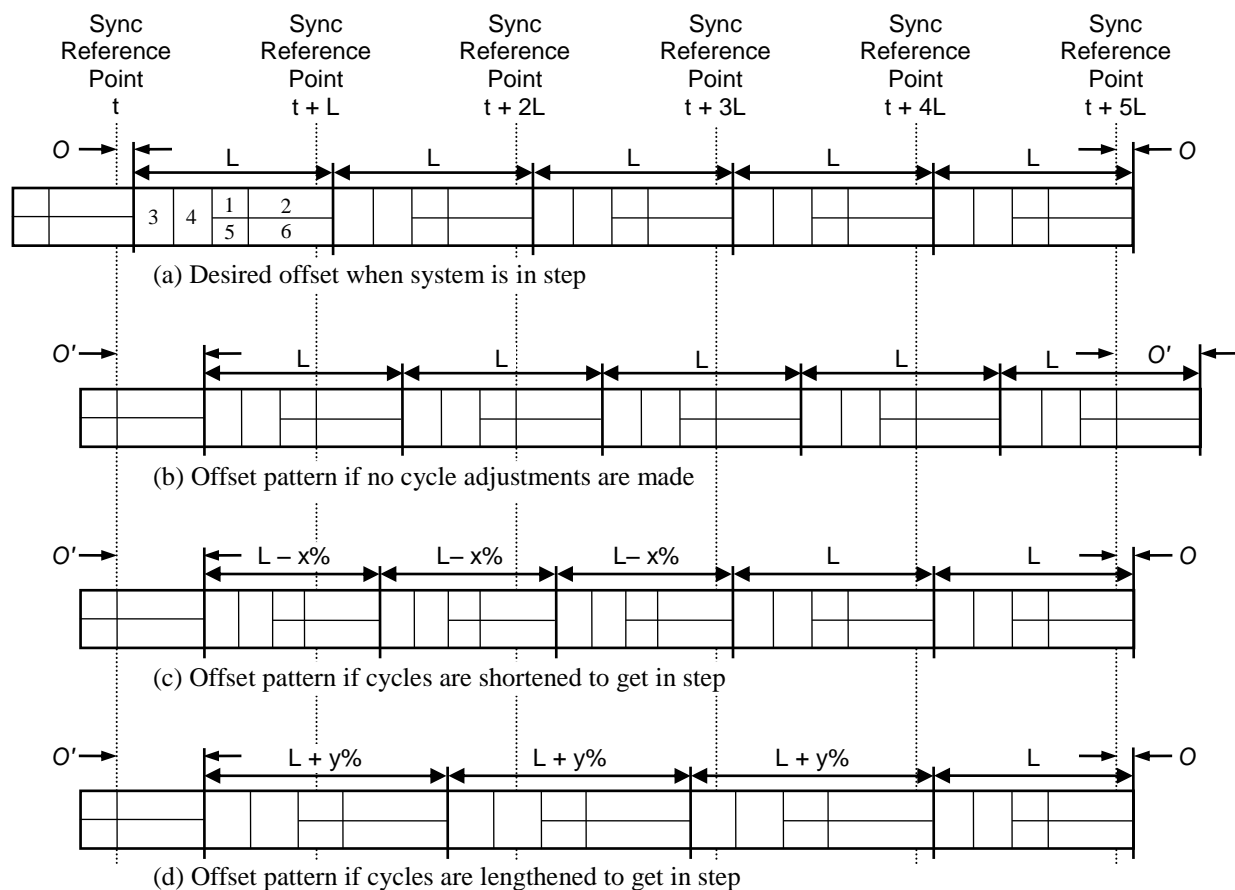 Sync Reference Point t
Sync Reference Point t + L
Sync Reference Point t + 2L
Sync Reference Point t + 3L
Sync Reference Point t + 4L
Sync Reference Point t + 5L
O L L L L L O
3 4 1 2
5 6
(a) Desired offset when system is in step
O' L L L L L O'
(b) Offset pattern if no cycle adjustments are made
O' L – x% L– x% L– x% L L O
(c) Offset pattern if cycles are shortened to get in step
O' L + y% L + y% L + y% L O
(d) Offset pattern if cycles are lengthened to get in step